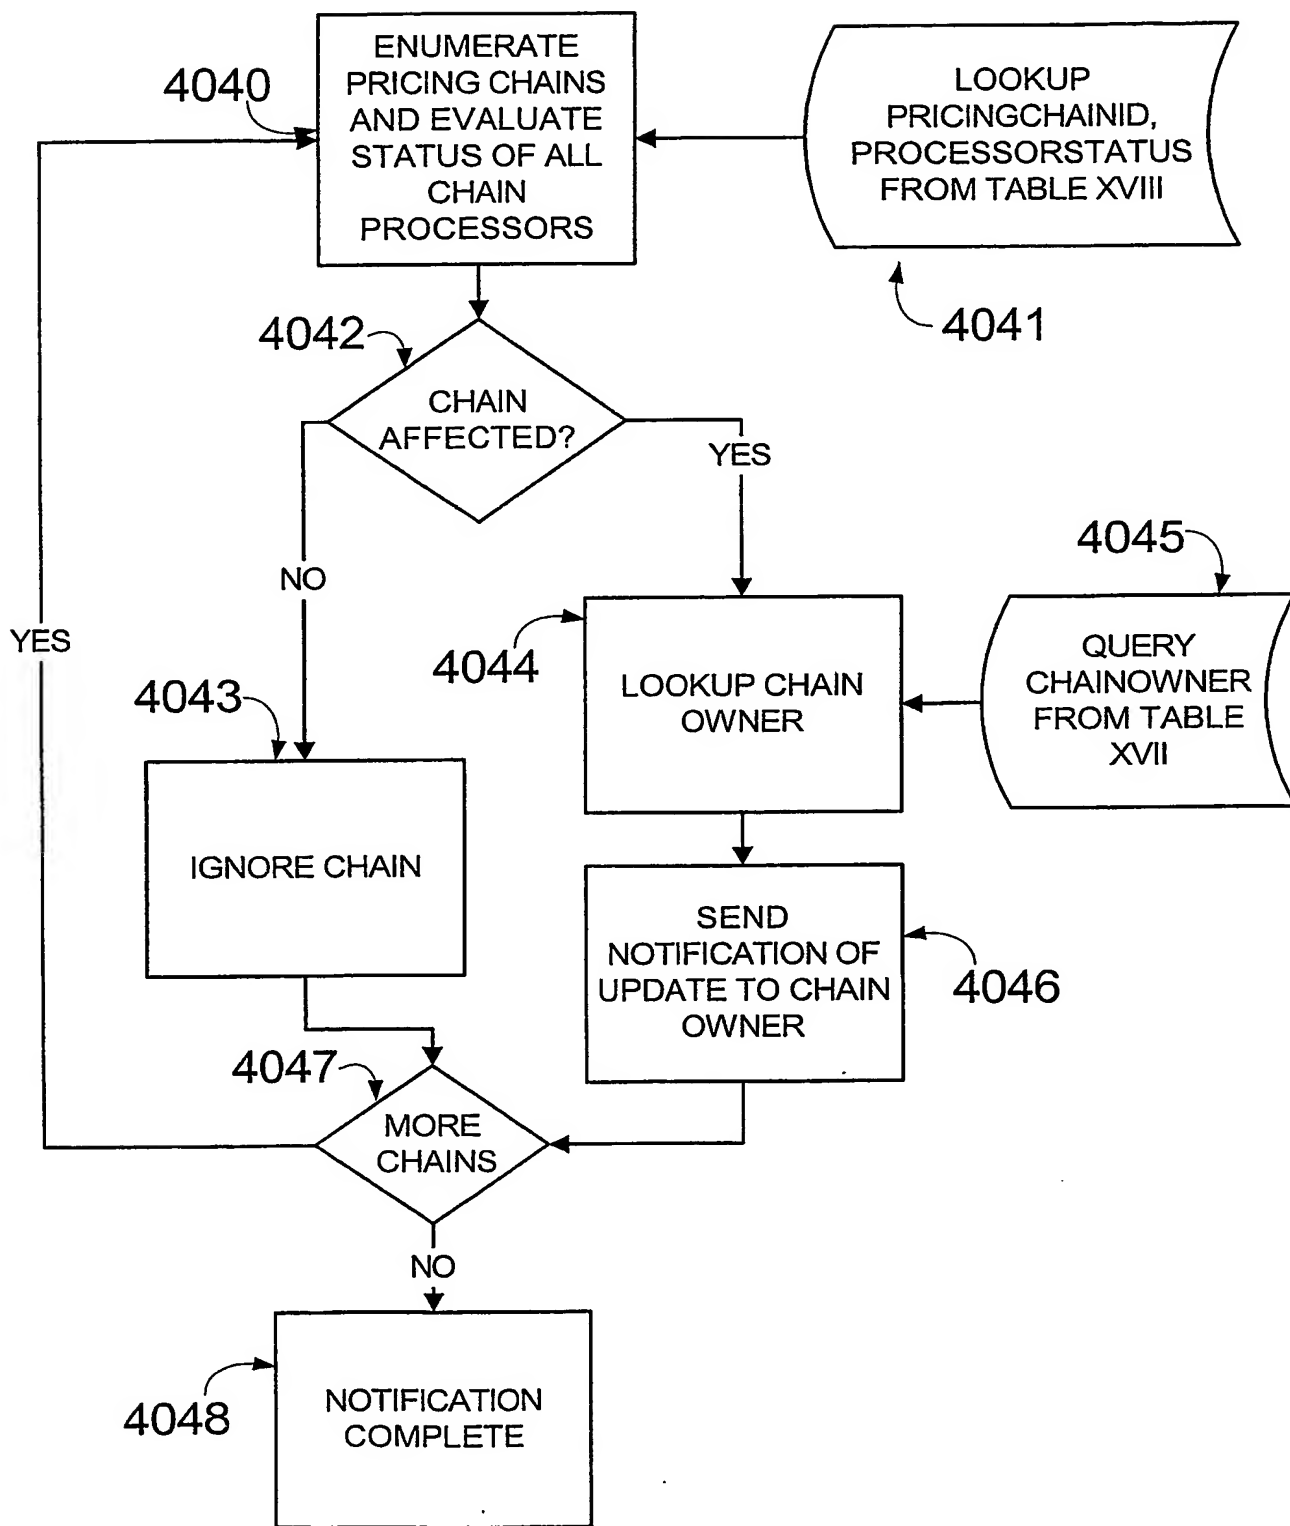 ENUMERATE
PRICING CHAINS
AND EVALUATE
STATUS OF ALL
CHAIN
PROCESSORS
4040
LOOKUP
PRICINGCHAINID,
PROCESSORSTATUS
FROM TABLE XVIII
4041
4042
CHAIN
AFFECTED?
YES
NO
YES
4045
QUERY
CHAINOWNER
FROM TABLE
XVII
4044
LOOKUP CHAIN
OWNER
4043
IGNORE CHAIN
SEND
NOTIFICATION OF
UPDATE TO CHAIN
OWNER
4046
4047
MORE
CHAINS
NO
4048
NOTIFICATION
COMPLETE